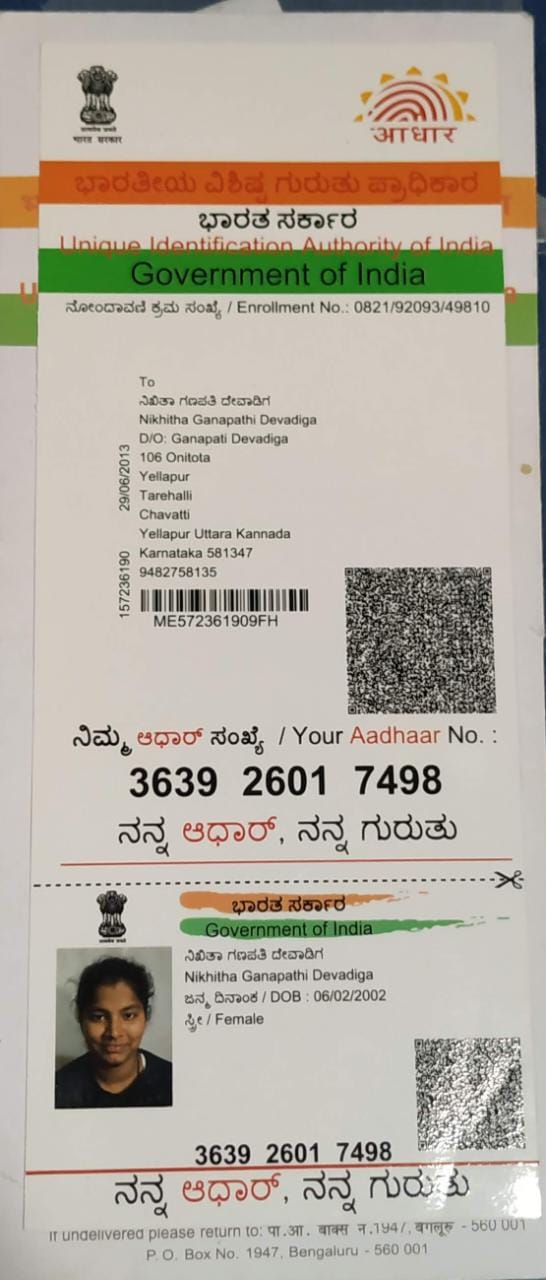 सत्यमेव जयते
भारत सरकार
आधार
ಭಾರತೀಯ ವಿಶಿಷ್ಟ ಗುರುತು ಪ್ರಾಧಿಕಾರ
ಭಾರತ ಸರ್ಕಾರ
Unique Identification Authority of India
Government of India
ನೋಂದಾವಣಿ ಕ್ರಮ ಸಂಖ್ಯೆ / Enrollment No.: 0821/92093/49810
To
ನಿಖಿತಾ ಗಣಪತಿ ದೇವಾಡಿಗ
Nikhitha Ganapathi Devadiga
D/O: Ganapati Devadiga
106 Onitota
Yellapur
Tarehalli
Chavatti
Yellapur Uttara Kannada
Karnataka 581347
9482758135
157236190 29/06/2013
ME572361909FH
ನಿಮ್ಮ ಆಧಾರ್ ಸಂಖ್ಯೆ / Your Aadhaar No. :
3639 2601 7498
ನನ್ನ ಆಧಾರ್, ನನ್ನ ಗುರುತು
ಭಾರತ ಸರ್ಕಾರ
Government of India
ನಿಖಿತಾ ಗಣಪತಿ ದೇವಾಡಿಗ
Nikhitha Ganapathi Devadiga
ಜನ್ಮ ದಿನಾಂಕ / DOB : 06/02/2002
ಸ್ತ್ರೀ / Female
3639 2601 7498
ನನ್ನ ಆಧಾರ್, ನನ್ನ ಗುರುತು
If undelivered please return to: पा.आ. बाक्स न.1947, बेंगलूरु - 560 001
P. O. Box No. 1947, Bengaluru - 560 001